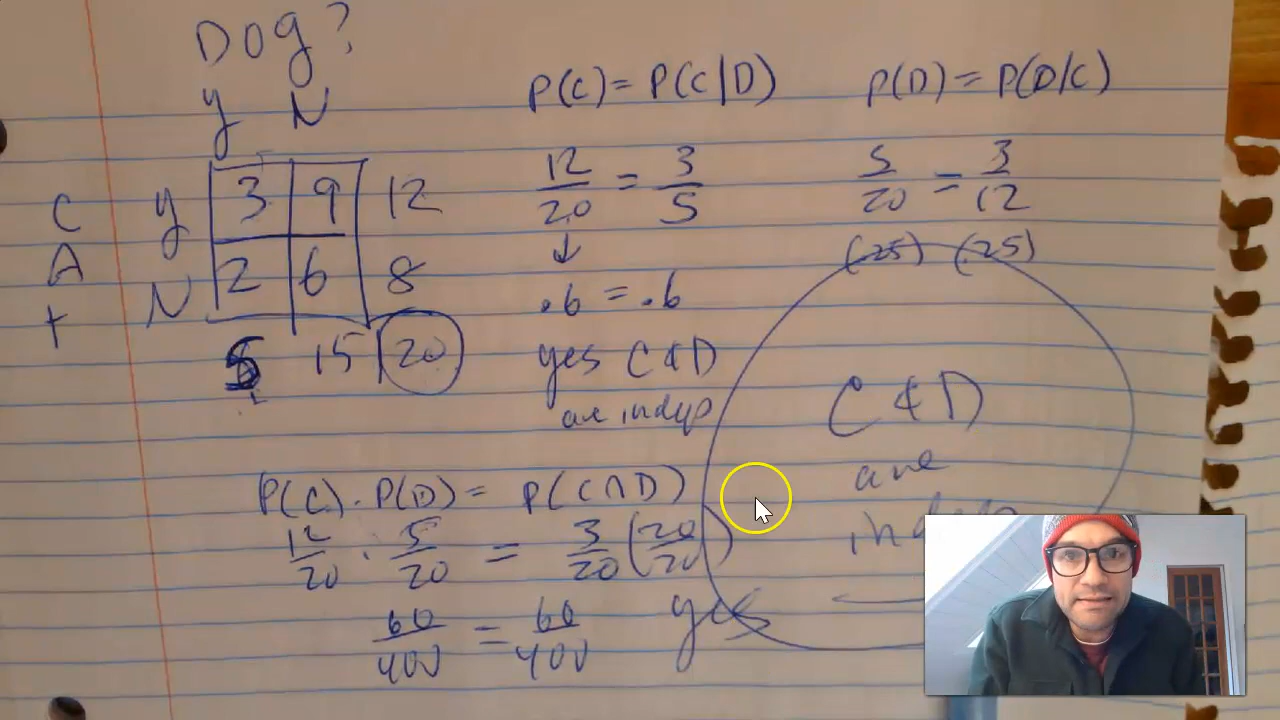 Dog?
y N
C
A
t
y 3 9 12
N 2 6 8
5 15 20
P(C) = P(C|D)
12/20 = 3/5
↓
.6 = .6
yes C & D
are indep
P(D) = P(D/C)
5/20 = 3/12
(25) (25)
C & D
are
indep
P(C) · P(D) = P(C∩D)
12/20 · 5/20 = 3/20 (20/20)
60/400 = 60/400 yes